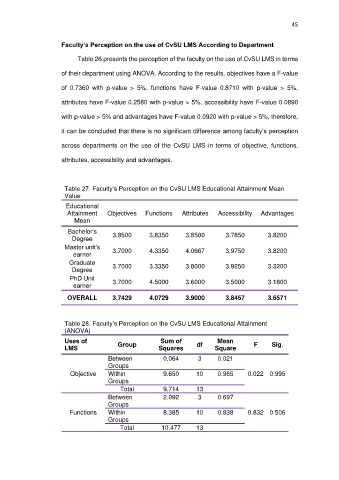 45
Faculty's Perception on the use of CvSU LMS According to Department
Table 26 presents the perception of the faculty on the use of CvSU LMS in terms
of their department using ANOVA. According to the results, objectives have a F-value
of 0.7360 with p-value > 5%, functions have F-value 0.8710 with p-value > 5%,
attributes have F-value 0.2580 with p-value > 5%, accessibility have F-value 0.0890
with p-value > 5% and advantages have F-value 0.0920 with p-value > 5%, therefore,
it can be concluded that there is no significant difference among faculty's perception
across departments on the use of the CvSU LMS in terms of objective, functions,
attributes, accessibility and advantages.
Table 27. Faculty's Perception on the CvSU LMS Educational Attainment Mean
Value
Educational
Attainment Objectives Functions Attributes Accessibility Advantages
Mean
Bachelor's
Degree 3.8500 3.8350 3.8500 3.7850 3.8200
Master unit's
earner 3.7000 4.3350 4.0667 3.9750 3.8200
Graduate
Degree 3.7000 3.3350 3.8000 3.9250 3.3200
PhD Unit
earner 3.7000 4.5000 3.6000 3.5000 3.1800
OVERALL 3.7429 4.0729 3.9000 3.8457 3.6571
Table 28. Faculty's Perception on the CvSU LMS Educational Attainment
(ANOVA)
Uses of
LMS Group Sum of
Squares df Mean
Square F Sig.
Between
Groups 0.064 3 0.021
Objective Within
Groups 9.650 10 0.965 0.022 0.995
Total 9.714 13
Between
Groups 2.092 3 0.697
Functions Within
Groups 8.385 10 0.838 0.832 0.506
Total 10.477 13